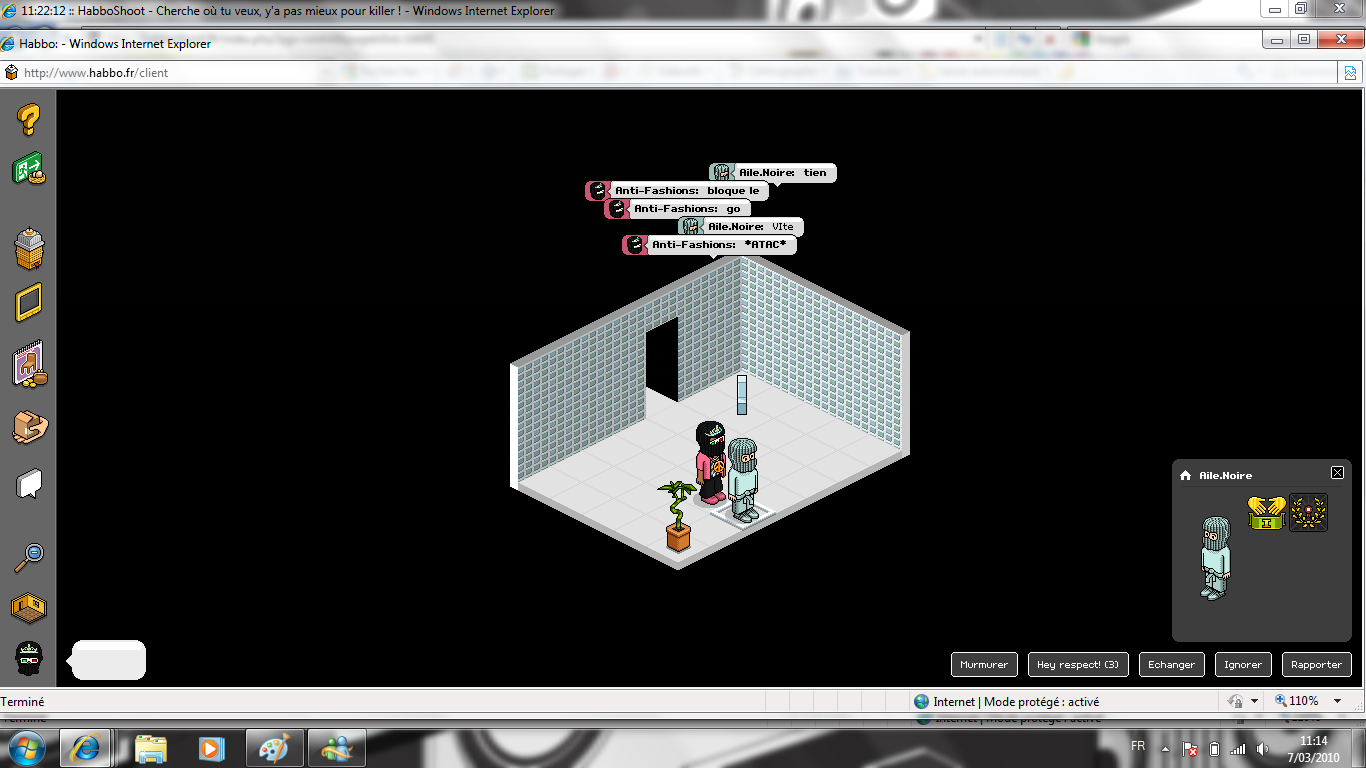 11:22:12 :: HabboShoot - Cherche où tu veux, y'a pas mieux pour killer ! - Windows Internet Explorer
Habbo: - Windows Internet Explorer
http://www.habbo.fr/client
Aile.Noire: tien
Anti-Fashions: bloque le
Anti-Fashions: go
Aile.Noire: VIte
Anti-Fashions: *ATAC*
Aile.Noire
I
Murmurer
Hey respect! (3)
Echanger
Ignorer
Rapporter
Terminé
Internet | Mode protégé : activé
110%
FR
11:14
7/03/2010